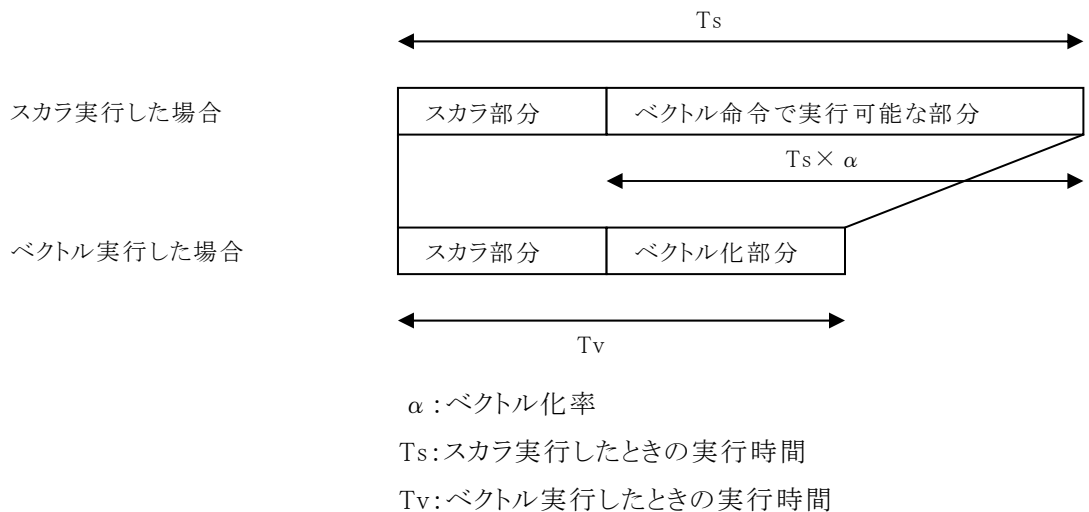 Ts
スカラ実行した場合
スカラ部分
ベクトル命令で実行可能な部分
Ts×α
ベクトル実行した場合
スカラ部分
ベクトル化部分
Tv
α:ベクトル化率
Ts:スカラ実行したときの実行時間
Tv:ベクトル実行したときの実行時間